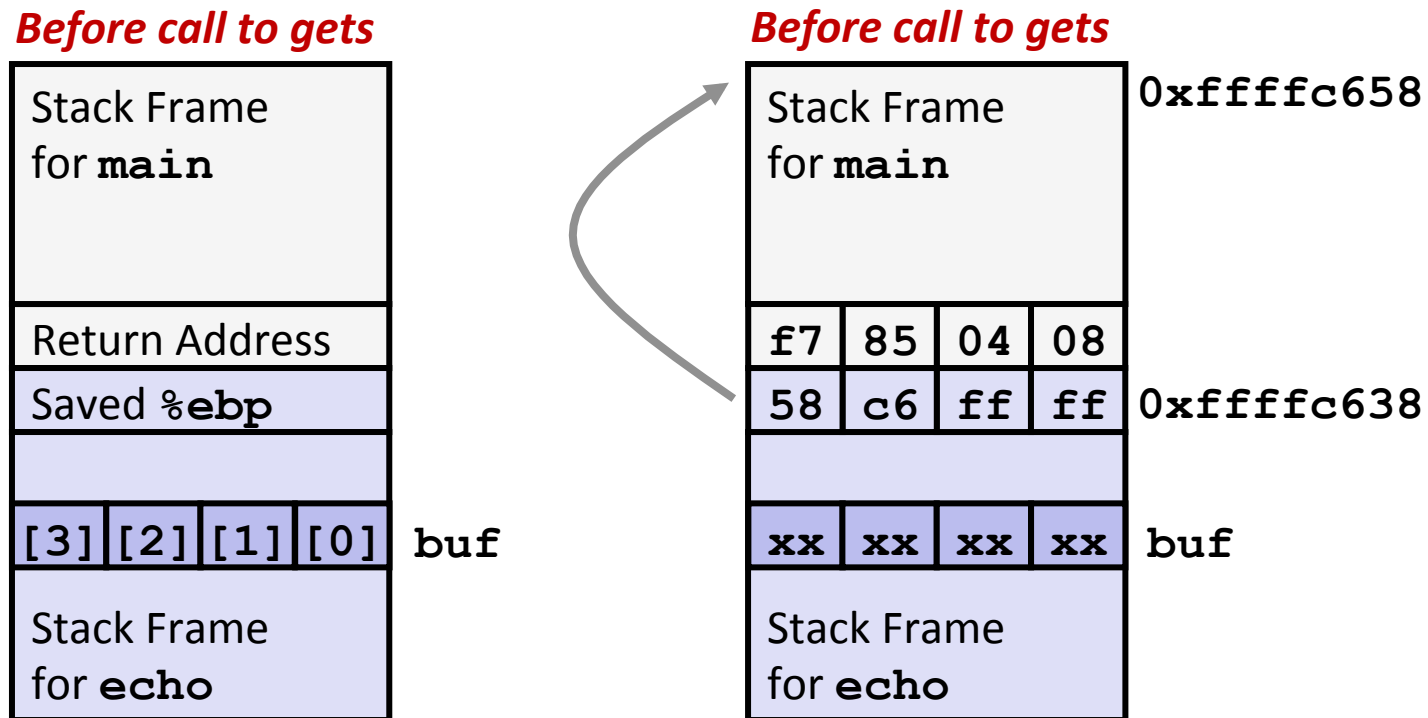 Before call to gets
Stack Frame
for main
Return Address
Saved %ebp
[3] [2] [1] [0] buf
Stack Frame
for echo
Before call to gets
Stack Frame
for main
0xffffc658
f7 85 04 08
58 c6 ff ff 0xffffc638
xx xx xx xx buf
Stack Frame
for echo